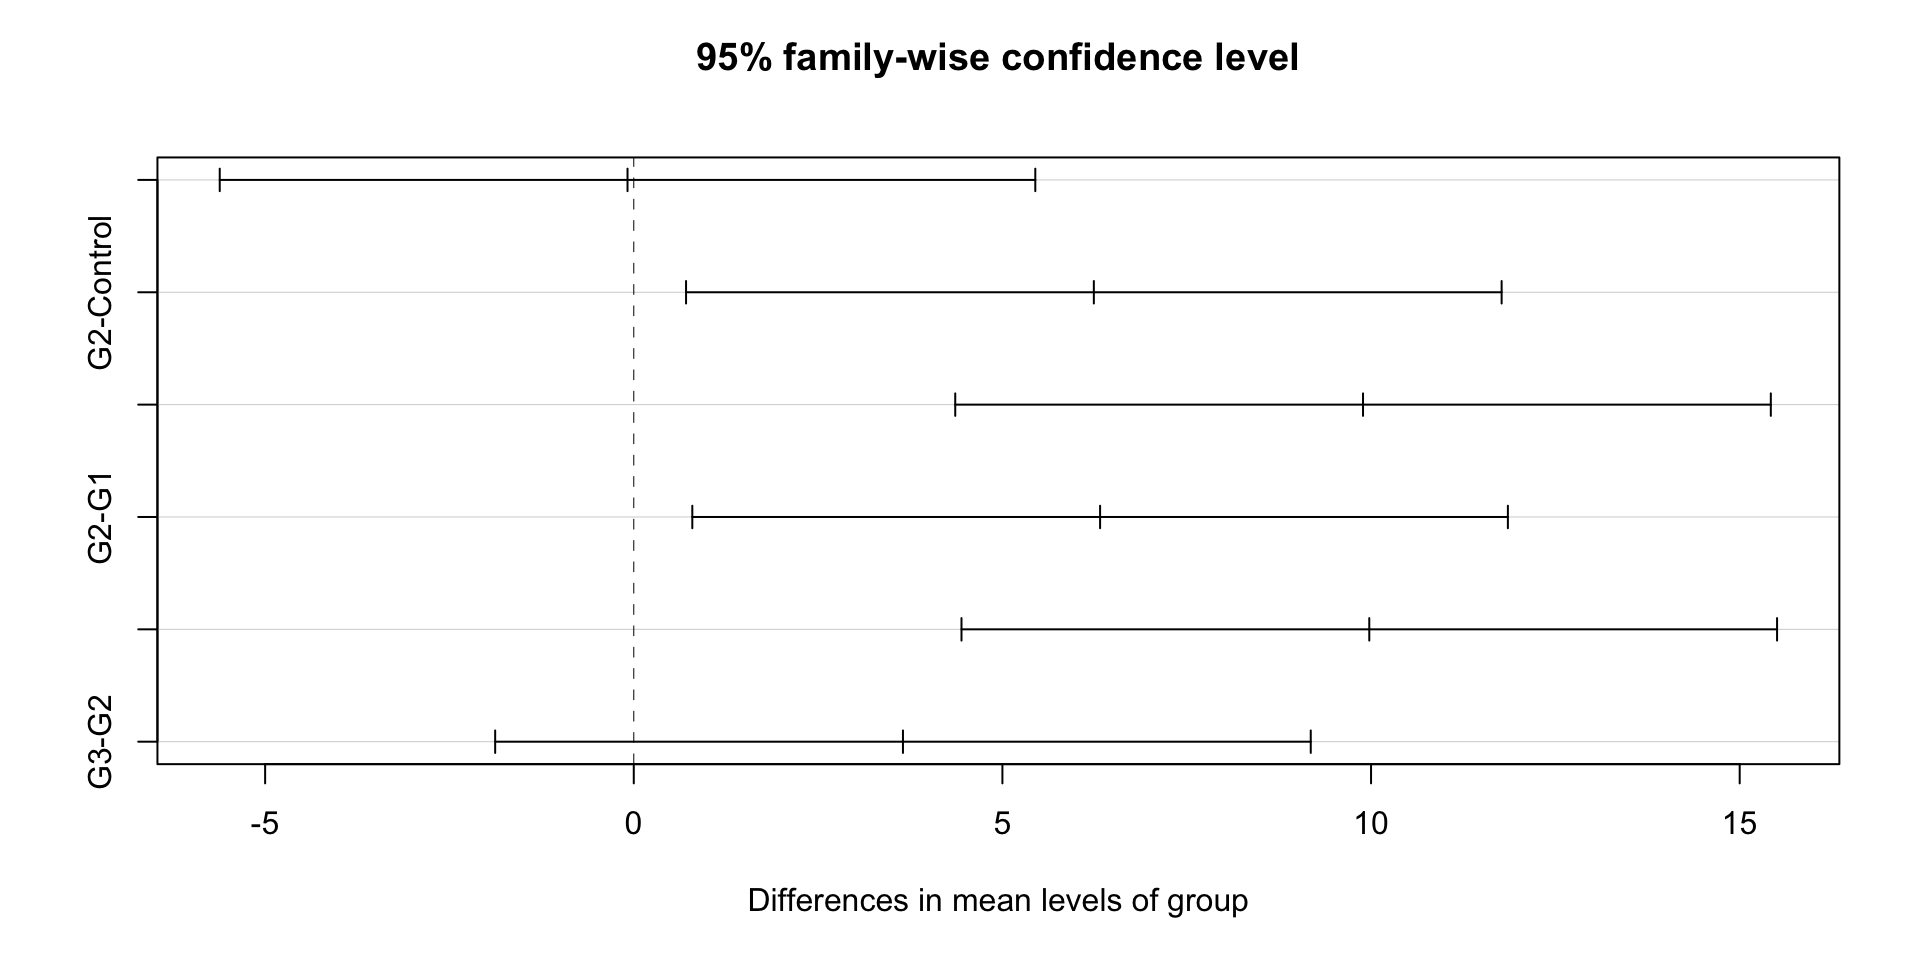 95% family-wise confidence level
G2-Control
G2-G1
G3-G2
-5 0 5 10 15
Differences in mean levels of group